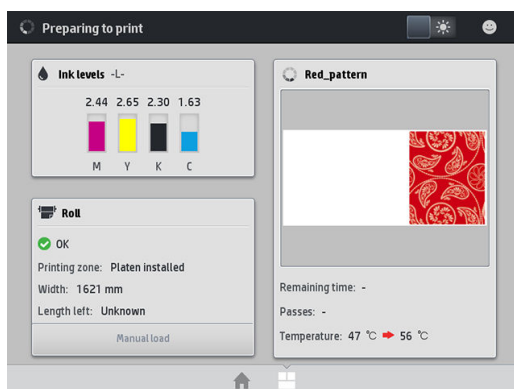 Preparing to print
Ink levels -L-
2.44 2.65 2.30 1.63
M Y K C
Roll
OK
Printing zone: Platen installed
Width: 1621 mm
Length left: Unknown
Manual load
Red_pattern
Remaining time: -
Passes: -
Temperature: 47 °C ➡ 56 °C